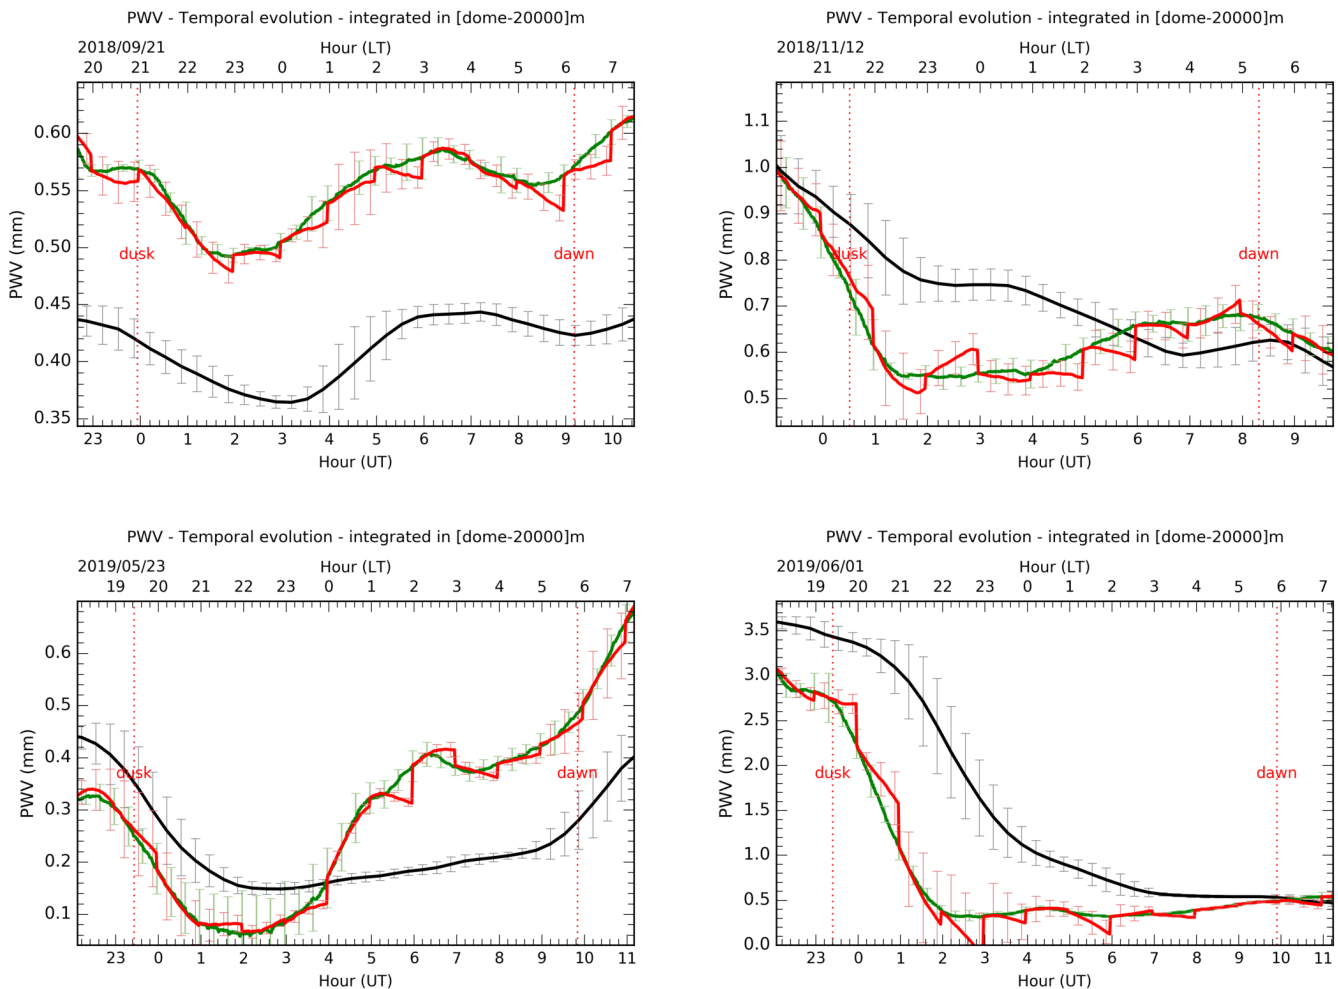 PWV - Temporal evolution - integrated in [dome-20000]m
2018/09/21 Hour (LT)
20 21 22 23 0 1 2 3 4 5 6 7
0.60
0.55
0.50
0.45
0.40
0.35
PWV (mm)
dusk dawn
23 0 1 2 3 4 5 6 7 8 9 10
Hour (UT)
PWV - Temporal evolution - integrated in [dome-20000]m
2018/11/12 Hour (LT)
21 22 23 0 1 2 3 4 5 6
1.1
1.0
0.9
0.8
0.7
0.6
0.5
PWV (mm)
dusk dawn
0 1 2 3 4 5 6 7 8 9
Hour (UT)
PWV - Temporal evolution - integrated in [dome-20000]m
2019/05/23 Hour (LT)
19 20 21 22 23 0 1 2 3 4 5 6 7
0.6
0.5
0.4
0.3
0.2
0.1
PWV (mm)
dusk dawn
23 0 1 2 3 4 5 6 7 8 9 10 11
Hour (UT)
PWV - Temporal evolution - integrated in [dome-20000]m
2019/06/01 Hour (LT)
19 20 21 22 23 0 1 2 3 4 5 6 7
3.5
3.0
2.5
2.0
1.5
1.0
0.5
0.0
PWV (mm)
dusk dawn
23 0 1 2 3 4 5 6 7 8 9 10 11
Hour (UT)